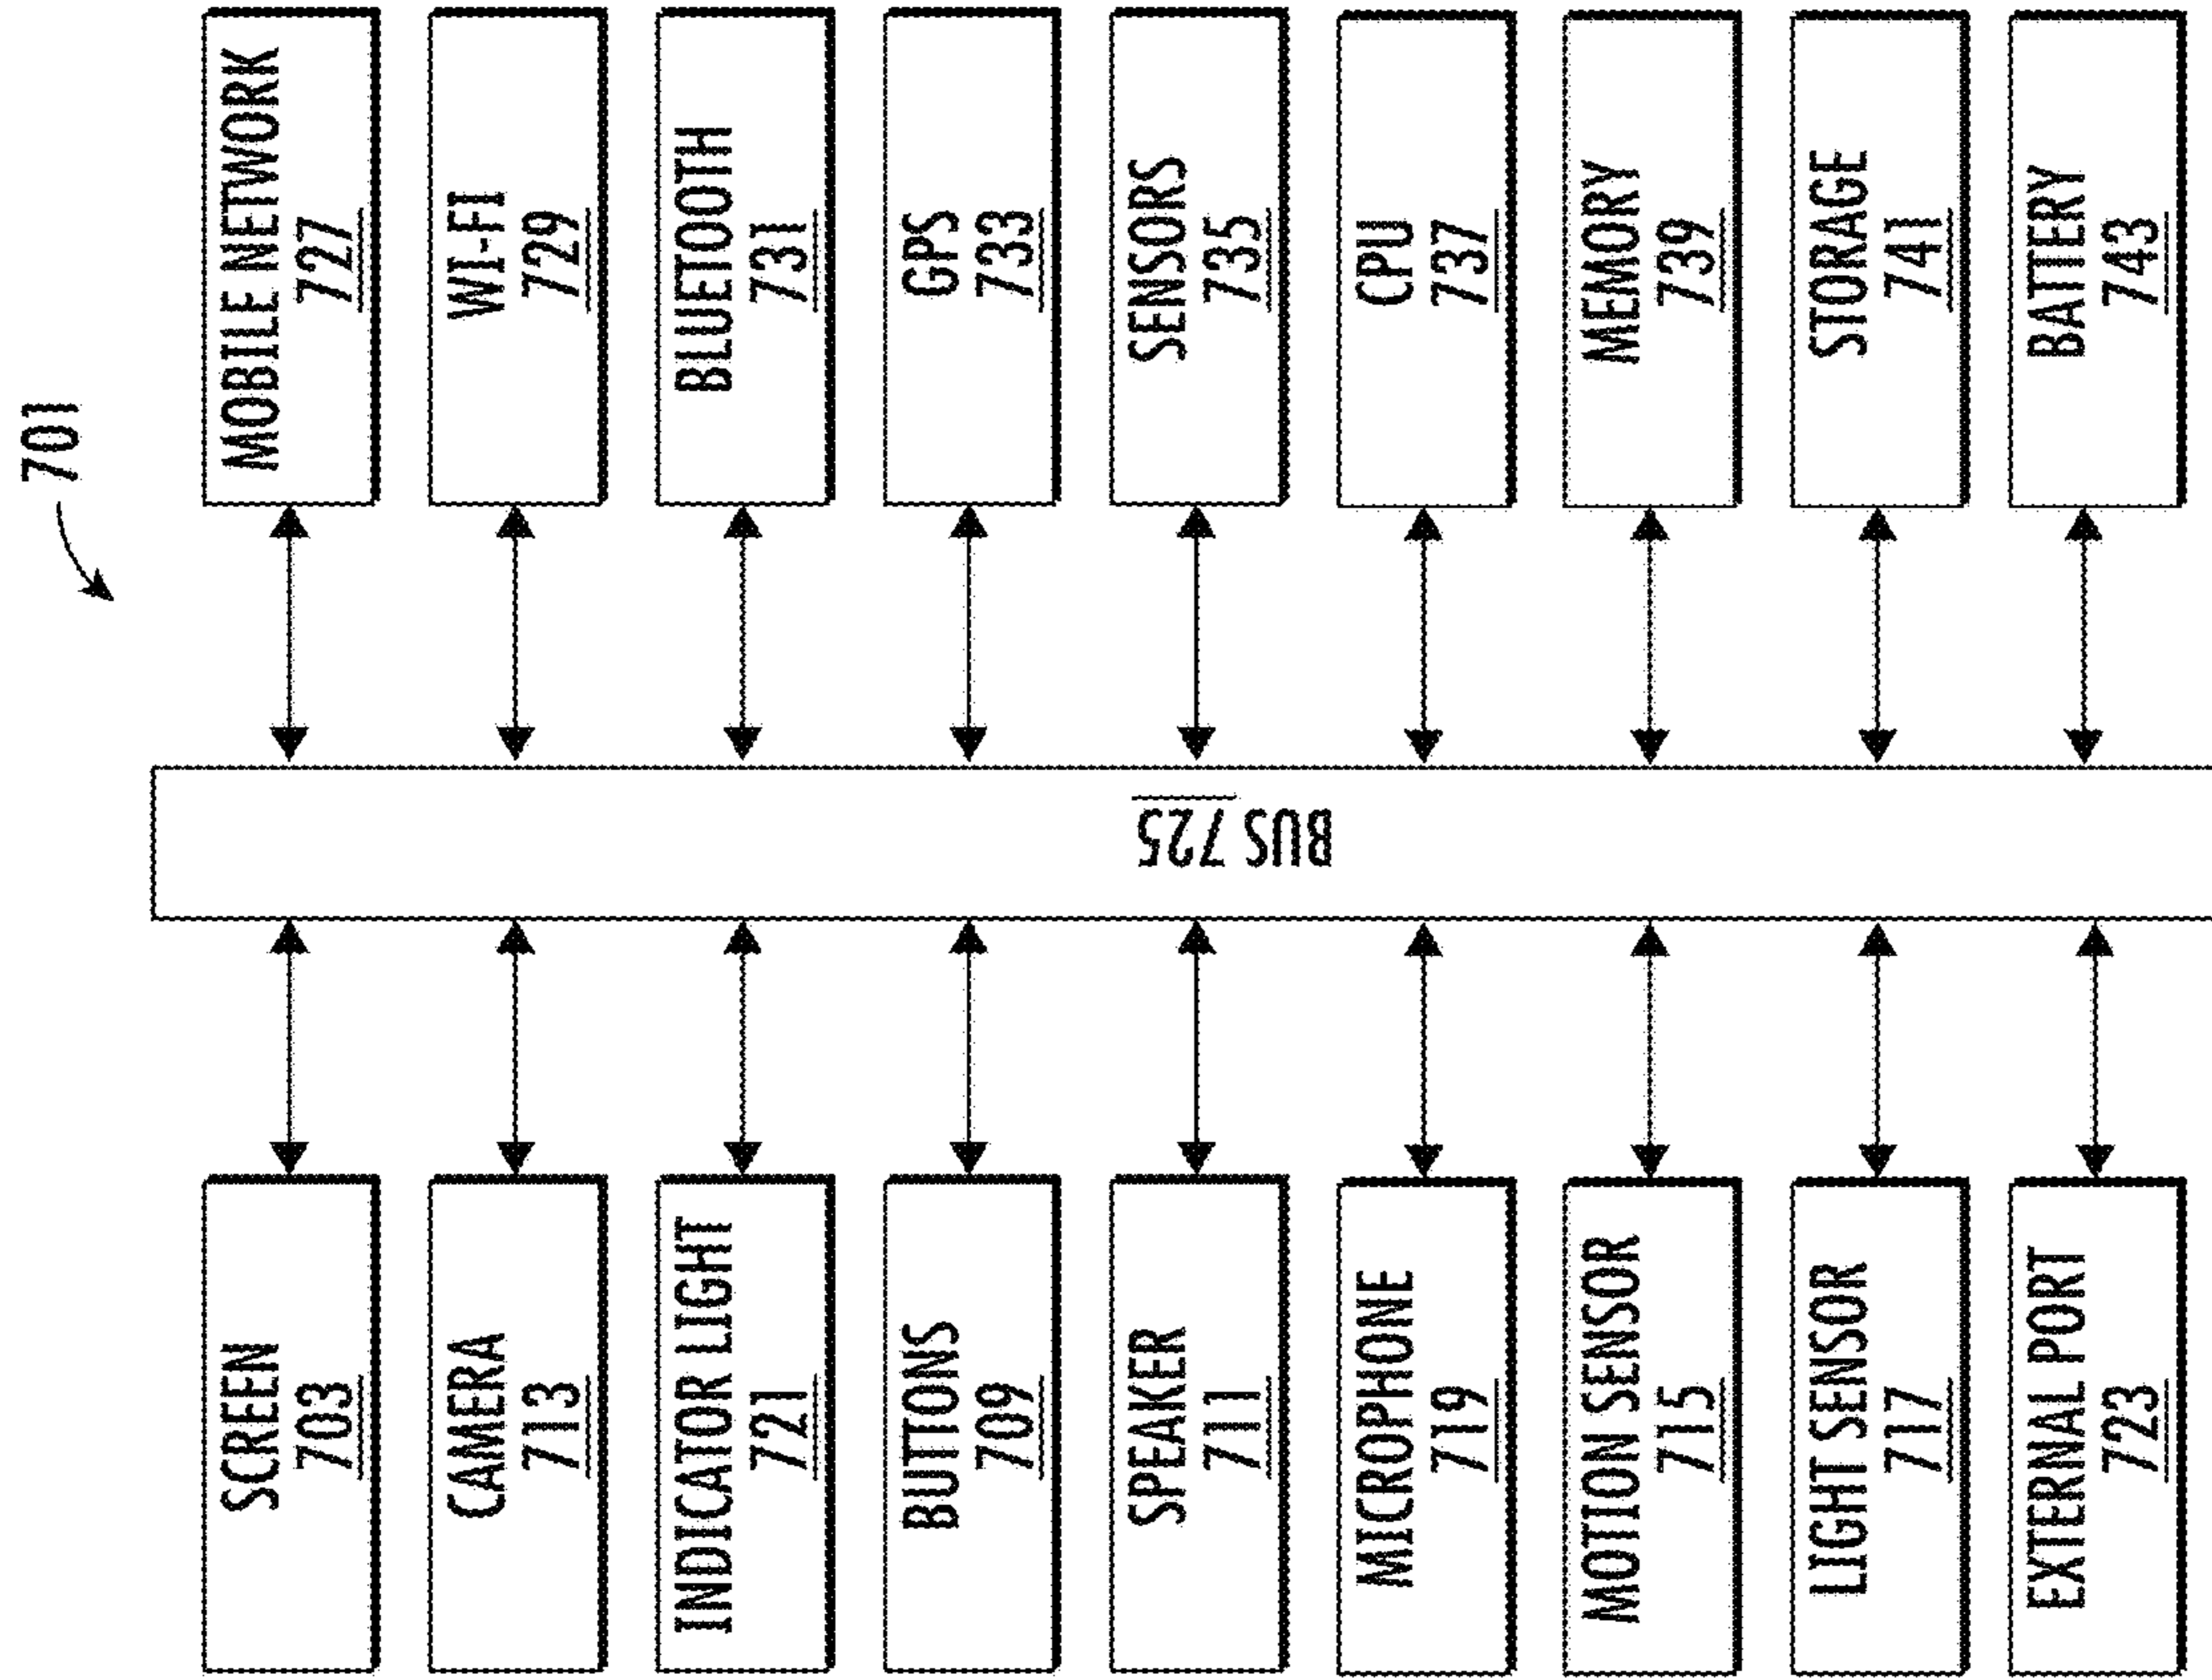 701
SCREEN
703
CAMERA
713
INDICATOR LIGHT
721
BUTTONS
709
SPEAKER
711
MICROPHONE
719
MOTION SENSOR
715
LIGHT SENSOR
717
EXTERNAL PORT
723
BUS 725
MOBILE NETWORK
727
WI-FI
729
BLUETOOTH
731
GPS
733
SENSORS
735
CPU
737
MEMORY
739
STORAGE
741
BATTERY
743